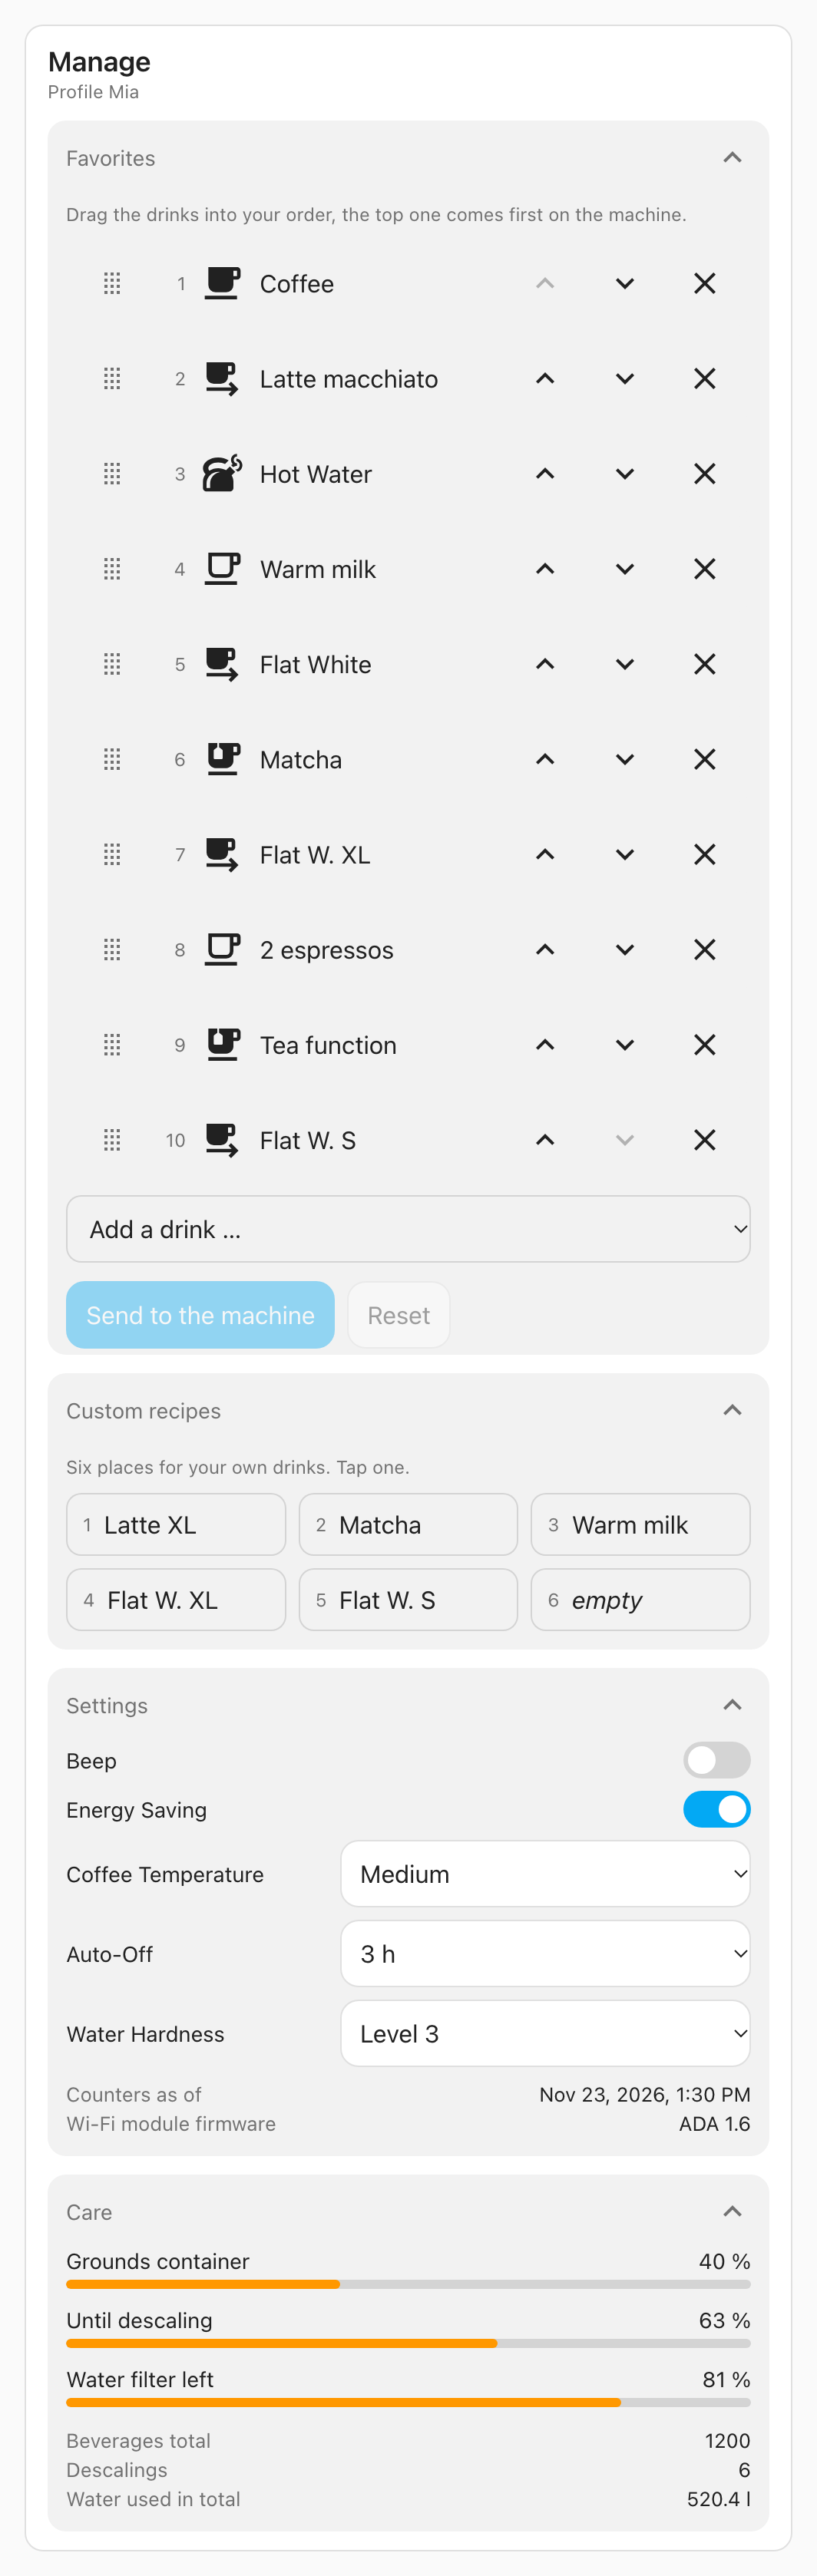 Manage
Profile Mia
Favorites
Drag the drinks into your order, the top one comes first on the machine.
1 Coffee
2 Latte macchiato
3 Hot Water
4 Warm milk
5 Flat White
6 Matcha
7 Flat W. XL
8 2 espressos
9 Tea function
10 Flat W. S
Add a drink ...
Send to the machine Reset
Custom recipes
Six places for your own drinks. Tap one.
1 Latte XL 2 Matcha 3 Warm milk
4 Flat W. XL 5 Flat W. S 6 empty
Settings
Beep
Energy Saving
Coffee Temperature Medium
Auto-Off 3 h
Water Hardness Level 3
Counters as of Nov 23, 2026, 1:30 PM
Wi-Fi module firmware ADA 1.6
Care
Grounds container 40 %
Until descaling 63 %
Water filter left 81 %
Beverages total 1200
Descalings 6
Water used in total 520.4 l